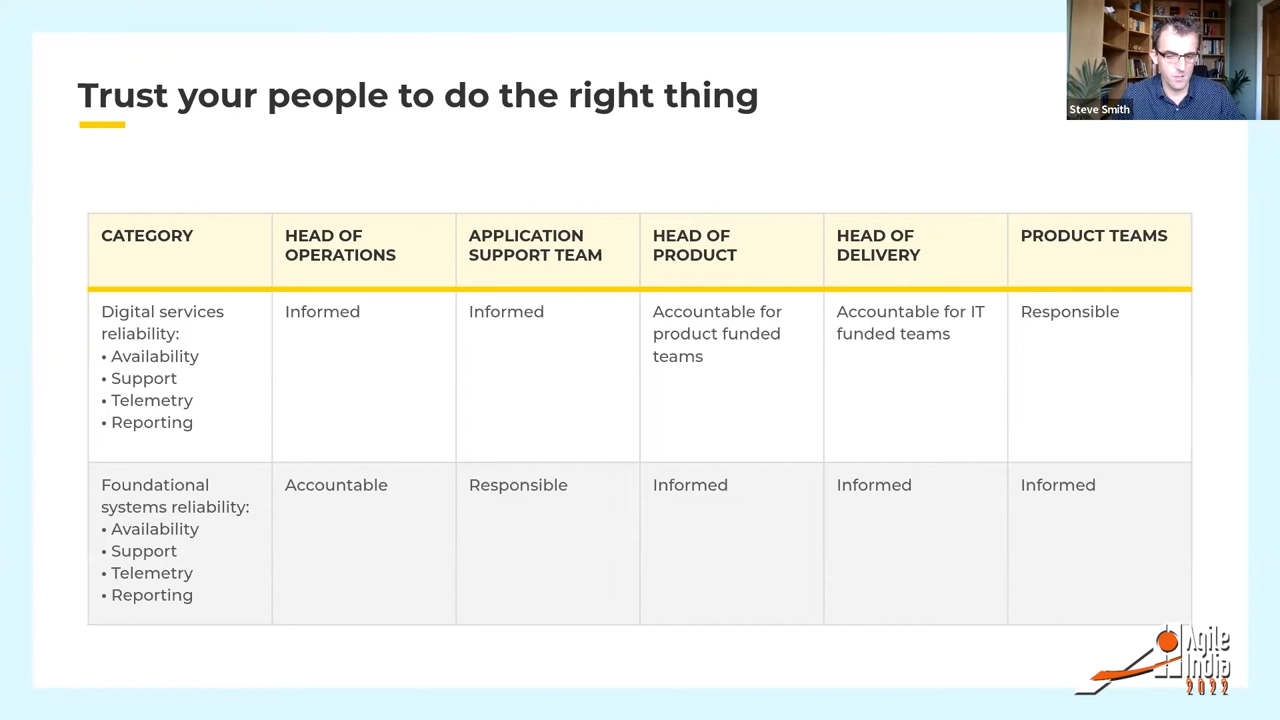 Steve Smith
Trust your people to do the right thing
CATEGORY
HEAD OF
OPERATIONS
APPLICATION
SUPPORT TEAM
HEAD OF
PRODUCT
HEAD OF
DELIVERY
PRODUCT TEAMS
Digital services
reliability:
• Availability
• Support
• Telemetry
• Reporting
Informed
Informed
Accountable for
product funded
teams
Accountable for IT
funded teams
Responsible
Foundational
systems reliability:
• Availability
• Support
• Telemetry
• Reporting
Accountable
Responsible
Informed
Informed
Informed
Agile
India
2022